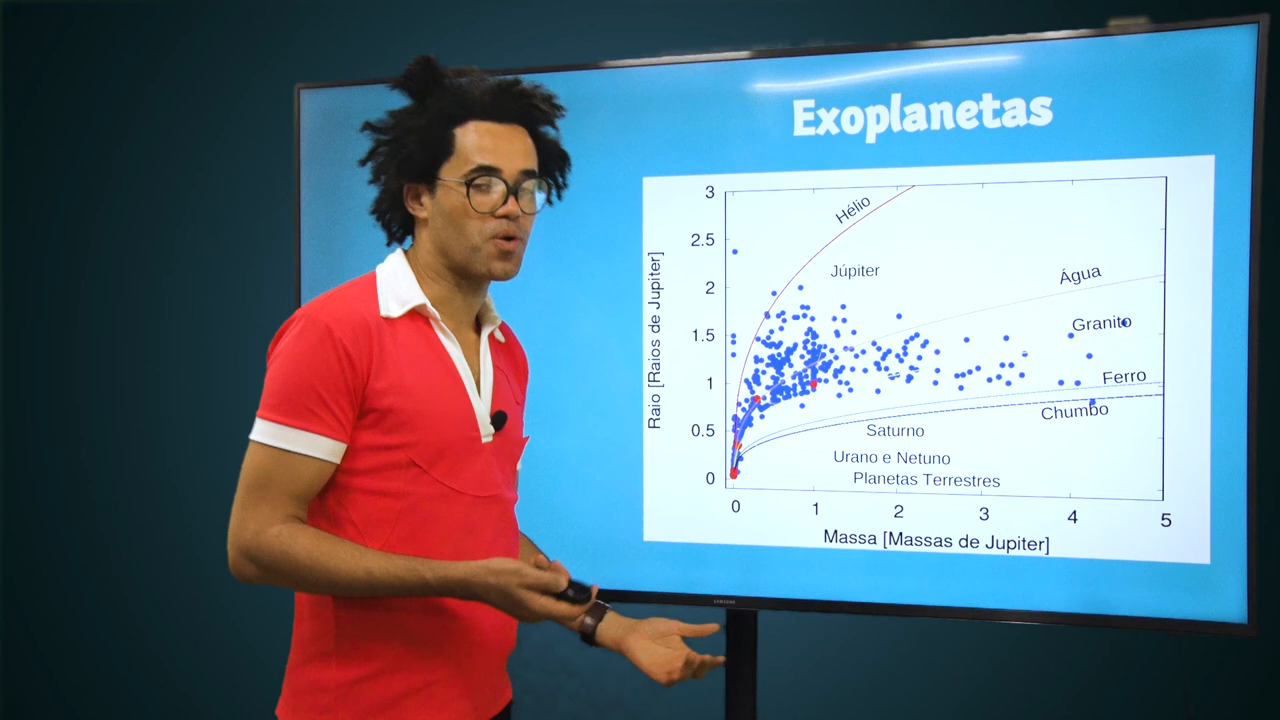 Exoplanetas
3
2.5
2
1.5
1
0.5
0
Raio [Raios de Jupiter]
Hélio
Júpiter
Água
Granito
Ferro
Chumbo
Saturno
Urano e Netuno
Planetas Terrestres
0 1 2 3 4 5
Massa [Massas de Jupiter]
SAMSUNG